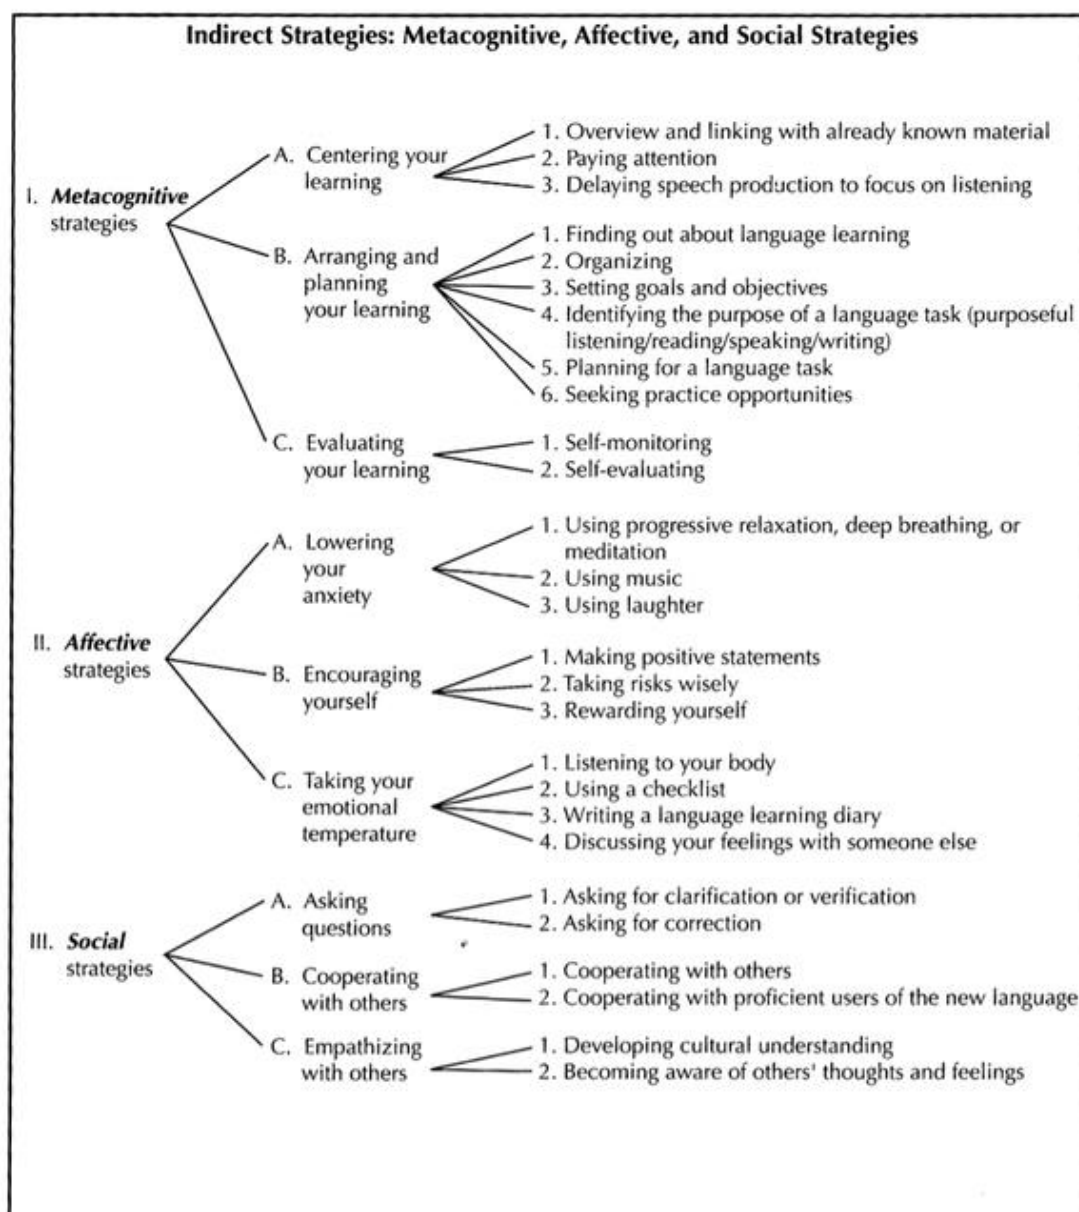 Indirect Strategies: Metacognitive, Affective, and Social Strategies
I. Metacognitive
strategies
A. Centering your
learning
1. Overview and linking with already known material
2. Paying attention
3. Delaying speech production to focus on listening
B. Arranging and
planning
your learning
1. Finding out about language learning
2. Organizing
3. Setting goals and objectives
4. Identifying the purpose of a language task (purposeful
listening/reading/speaking/writing)
5. Planning for a language task
6. Seeking practice opportunities
C. Evaluating
your learning
1. Self-monitoring
2. Self-evaluating
II. Affective
strategies
A. Lowering
your
anxiety
1. Using progressive relaxation, deep breathing, or
meditation
2. Using music
3. Using laughter
B. Encouraging
yourself
1. Making positive statements
2. Taking risks wisely
3. Rewarding yourself
C. Taking your
emotional
temperature
1. Listening to your body
2. Using a checklist
3. Writing a language learning diary
4. Discussing your feelings with someone else
III. Social
strategies
A. Asking
questions
1. Asking for clarification or verification
2. Asking for correction
B. Cooperating
with others
1. Cooperating with others
2. Cooperating with proficient users of the new language
C. Empathizing
with others
1. Developing cultural understanding
2. Becoming aware of others' thoughts and feelings